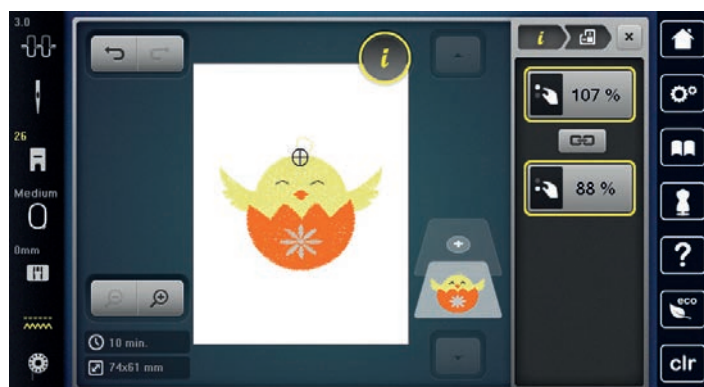 3.0
26
Medium
0mm
i
10 min.
74x61 mm
i
107 %
88 %
?
eco
clr